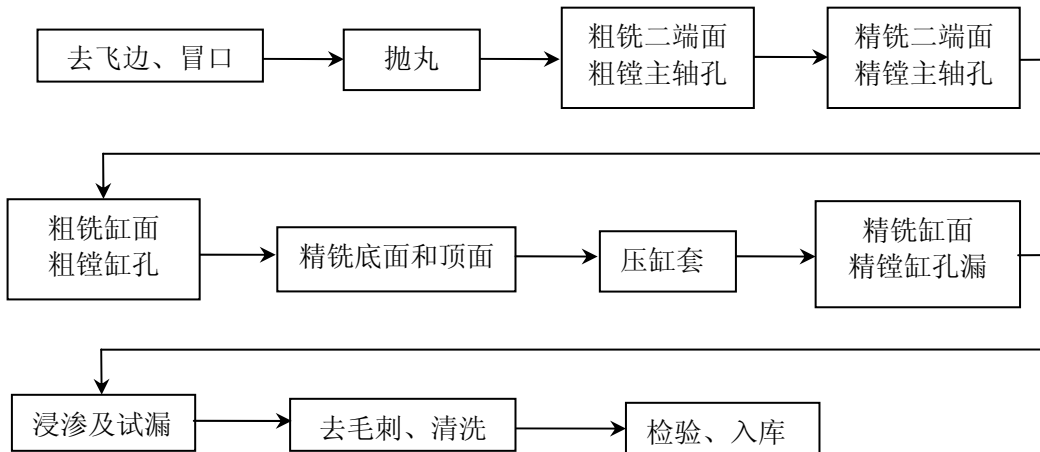 去飞边、冒口
抛丸
粗铣二端面
粗镗主轴孔
精铣二端面
精镗主轴孔
粗铣缸面
粗镗缸孔
精铣底面和顶面
压缸套
精铣缸面
精镗缸孔漏
浸渗及试漏
去毛刺、清洗
检验、入库